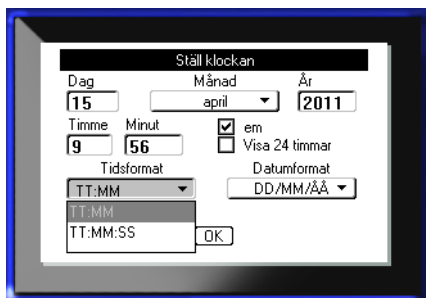 Ställ klockan
Dag Månad År
15 april 2011
Timme Minut em
9 56 Visa 24 timmar
Tidsformat Datumformat
TT:MM DD/MM/ÅÅ
TT:MM
TT:MM:SS
OK